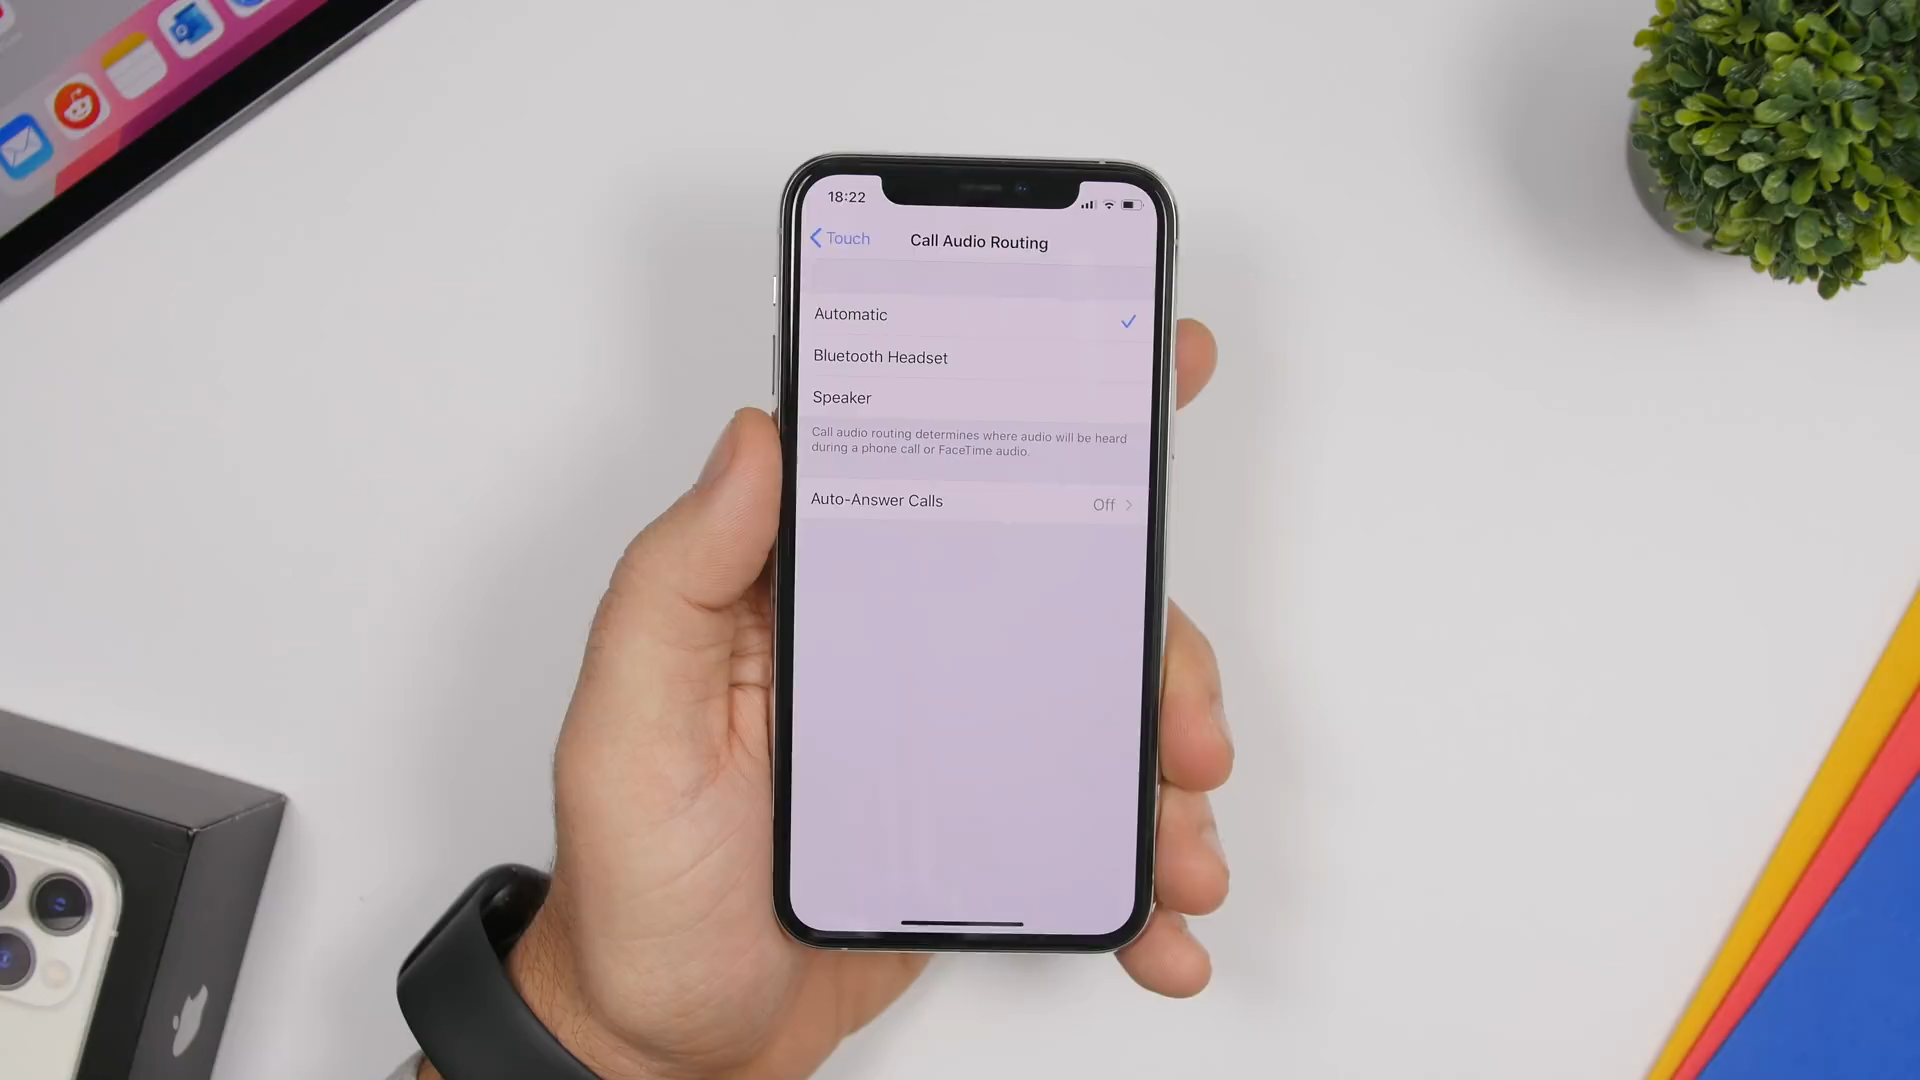 18:22
Touch
Call Audio Routing
Automatic
Bluetooth Headset
Speaker
Call audio routing determines where audio will be heard
during a phone call or FaceTime audio.
Auto-Answer Calls
Off